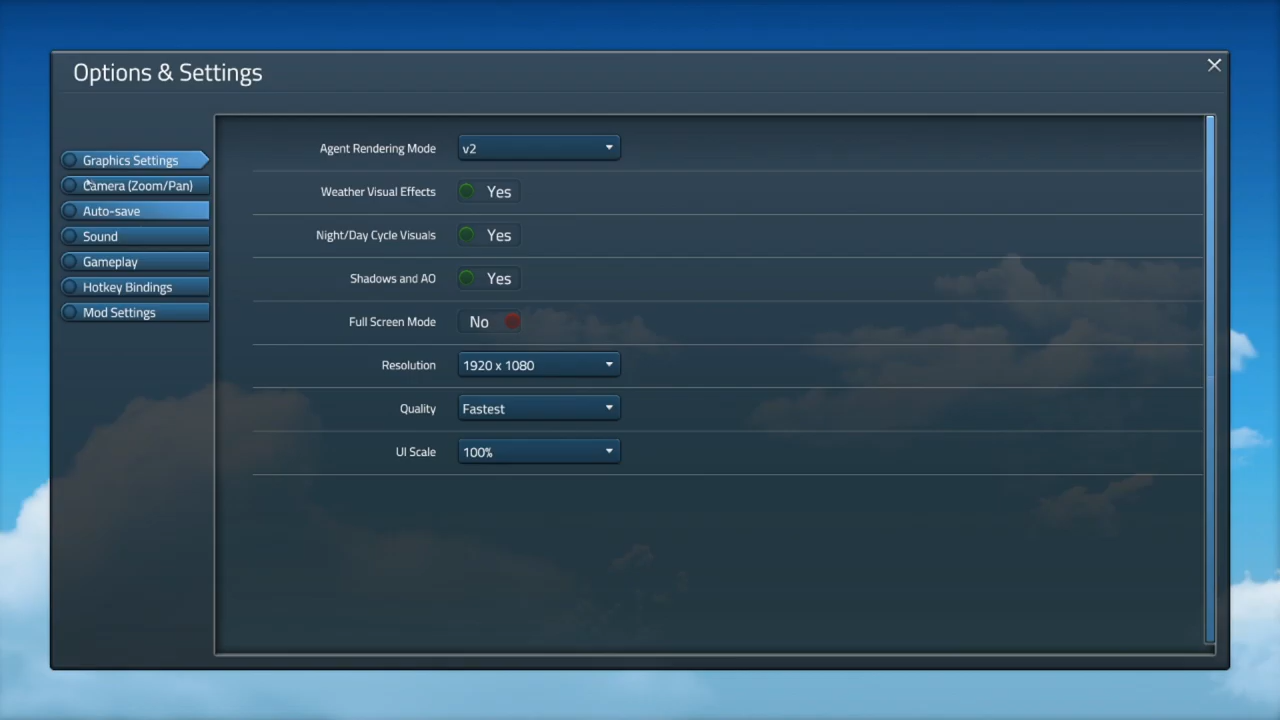 Options & Settings
Graphics Settings
Camera (Zoom/Pan)
Auto-save
Sound
Gameplay
Hotkey Bindings
Mod Settings
Agent Rendering Mode v2
Weather Visual Effects Yes
Night/Day Cycle Visuals Yes
Shadows and AO Yes
Full Screen Mode No
Resolution 1920 x 1080
Quality Fastest
UI Scale 100%